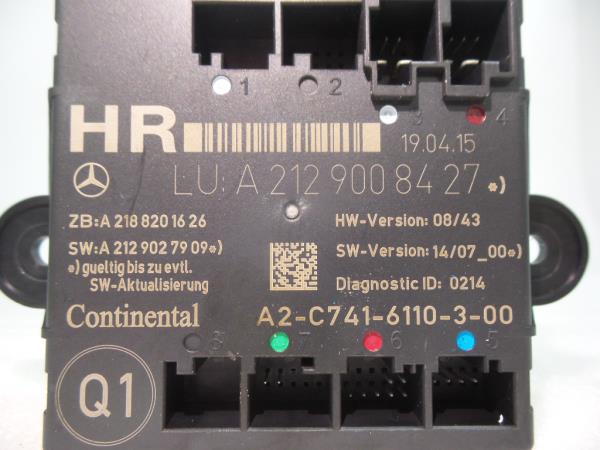 1 2 3 4
HR
19.04.15
LU: A 212 900 84 27 *)
ZB: A 218 820 16 26
HW-Version: 08/43
SW: A 212 902 79 09 *)
SW-Version: 14/07_00*)
*) gueltig bis zu evtl.
SW-Aktualisierung
Diagnostic ID: 0214
Continental
A2-C741-6110-3-00
8 7 6 5
Q1